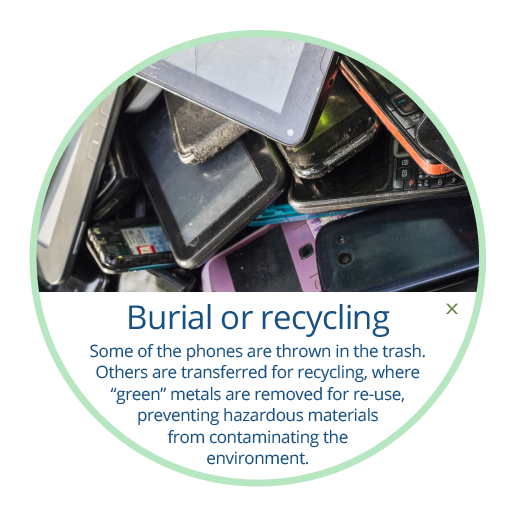 Burial or recycling
Some of the phones are thrown in the trash.
Others are transferred for recycling, where
“green” metals are removed for re-use,
preventing hazardous materials
from contaminating the
environment.